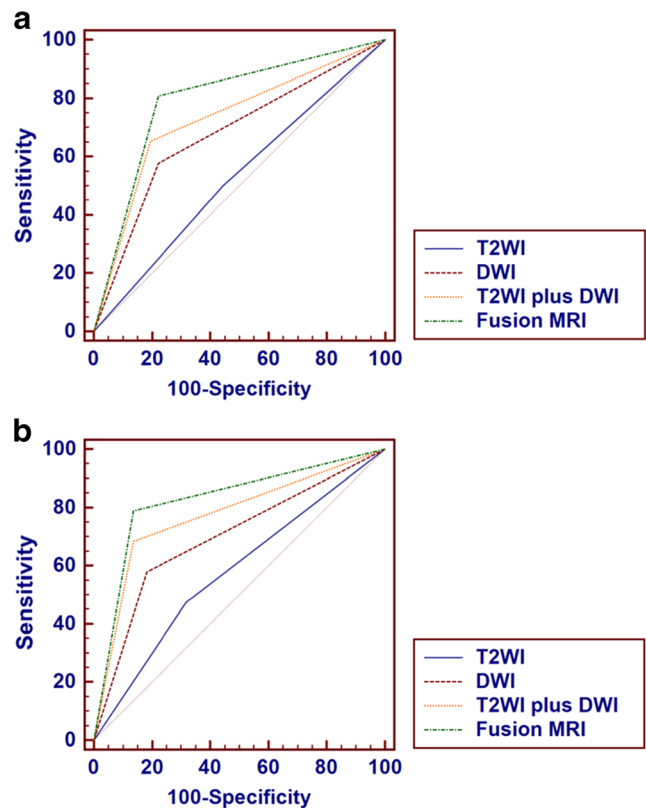 a
100
80
60
40
20
0
Sensitivity
0 20 40 60 80 100
100-Specificity
T2WI
DWI
T2WI plus DWI
Fusion MRI
b
100
80
60
40
20
0
Sensitivity
0 20 40 60 80 100
100-Specificity
T2WI
DWI
T2WI plus DWI
Fusion MRI